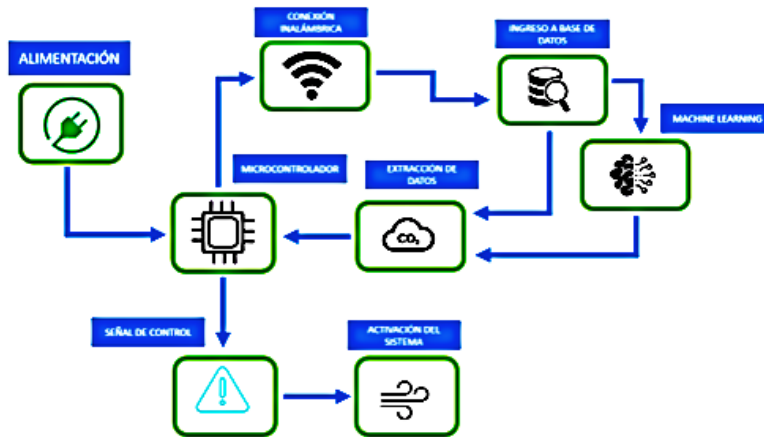 CONEXIÓN
INALÁMBRICA
INGRESO A BASE DE
DATOS
ALIMENTACIÓN
MACHINE LEARNING
MICROCONTROLADOR
EXTRACCIÓN DE
DATOS
CO₂
SEÑAL DE CONTROL
ACTIVACIÓN DEL
SISTEMA